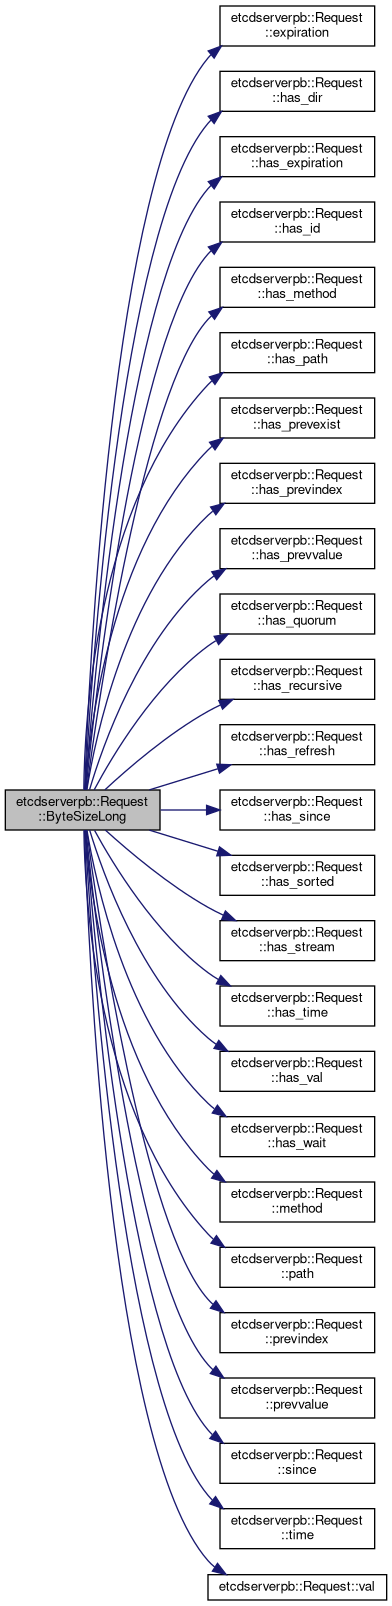 etcdserverpb::Request
::expiration
etcdserverpb::Request
::has_dir
etcdserverpb::Request
::has_expiration
etcdserverpb::Request
::has_id
etcdserverpb::Request
::has_method
etcdserverpb::Request
::has_path
etcdserverpb::Request
::has_prevexist
etcdserverpb::Request
::has_previndex
etcdserverpb::Request
::has_prevvalue
etcdserverpb::Request
::has_quorum
etcdserverpb::Request
::has_recursive
etcdserverpb::Request
::has_refresh
etcdserverpb::Request
::ByteSizeLong
etcdserverpb::Request
::has_since
etcdserverpb::Request
::has_sorted
etcdserverpb::Request
::has_stream
etcdserverpb::Request
::has_time
etcdserverpb::Request
::has_val
etcdserverpb::Request
::has_wait
etcdserverpb::Request
::method
etcdserverpb::Request
::path
etcdserverpb::Request
::previndex
etcdserverpb::Request
::prevvalue
etcdserverpb::Request
::since
etcdserverpb::Request
::time
etcdserverpb::Request::val